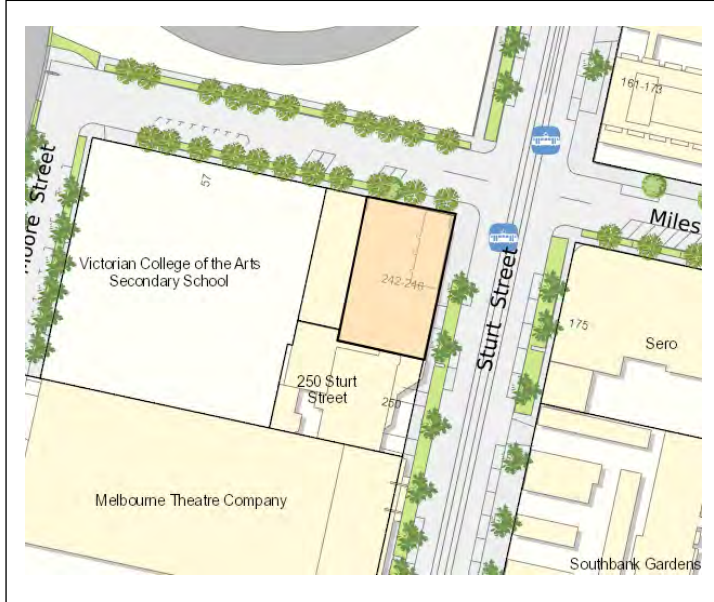 161-173
Moore Street
57
Miles
Victorian College of the Arts
Secondary School
242-246
Sturt Street
175
Sero
250 Sturt
Street
250
Melbourne Theatre Company
Southbank Gardens